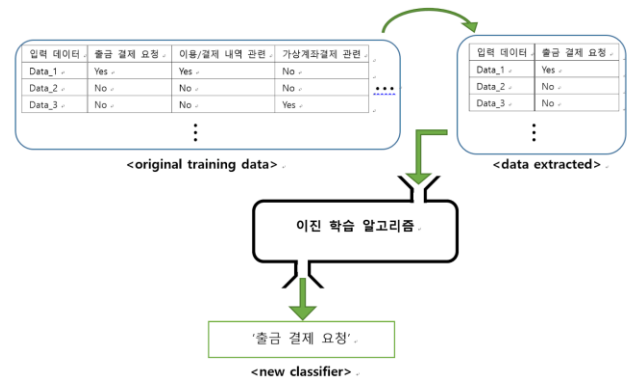 입력 데이터 출금 결제 요청 이용/결제 내역 관련 가상계좌결제 관련
Data_1 Yes Yes No
Data_2 No No No
Data_3 No No Yes
<original training data>
입력 데이터 출금 결제 요청
Data_1 Yes
Data_2 No
Data_3 No
<data extracted>
이진 학습 알고리즘
'출금 결제 요청'
<new classifier>